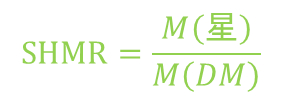 SHMR = M(星) / M(DM)